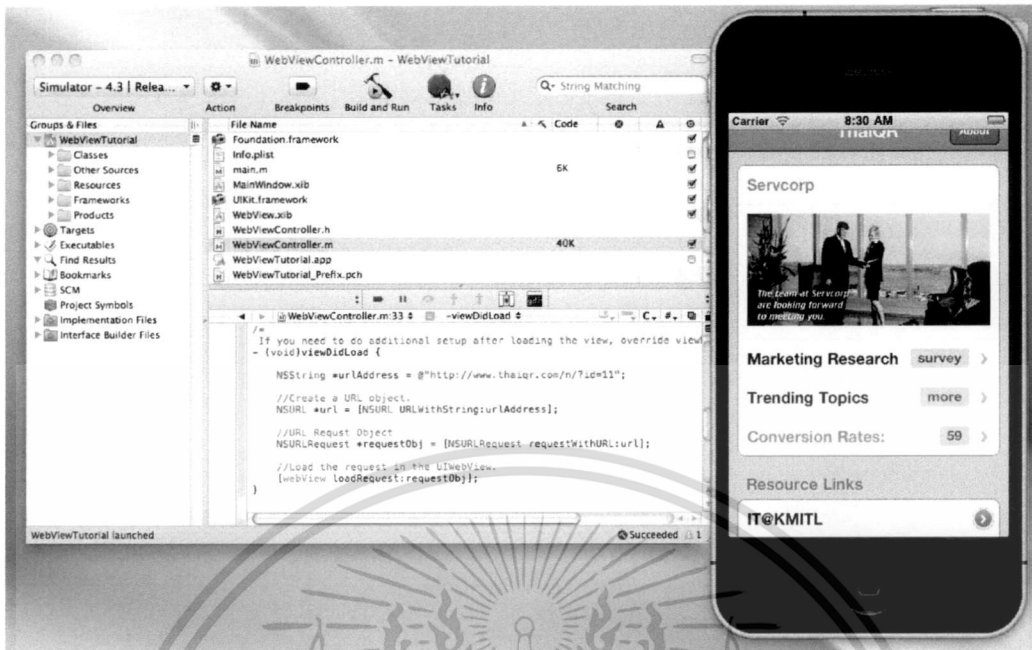 WebViewController.m - WebViewTutorial
Simulator - 4.3 | Relea...
String Matching
Overview
Action
Breakpoints
Build and Run
Tasks
Info
Search
Groups & Files
File Name
Code
WebViewTutorial
Classes
Other Sources
Resources
Frameworks
Products
Targets
Executables
Find Results
Bookmarks
SCM
Project Symbols
Implementation Files
Interface Builder Files
Foundation.framework
Info.plist
main.m 6K
MainWindow.xib
UIKit.framework
WebView.xib
WebViewController.h
WebViewController.m 40K
WebViewTutorial.app
WebViewTutorial_Prefix.pch
WebViewController.m:33 -viewDidLoad C, #,
/*
If you need to do additional setup after loading the view, override view
- (void)viewDidLoad {
NSString *urlAddress = @"http://www.thaiqr.com/n/?id=11";
//Create a URL object.
NSURL *url = [NSURL URLWithString:urlAddress];
//URL Requst Object
NSURLRequest *requestObj = [NSURLRequest requestWithURL:url];
//Load the request in the UIWebView.
[webView loadRequest:requestObj];
}
WebViewTutorial launched
Succeeded 1
Carrier 8:30 AM
ThaiQR
About
Servcorp
The team at Servcorp
are looking forward
to meeting you.
Marketing Research survey
Trending Topics more
Conversion Rates: 59
Resource Links
IT@KMITL